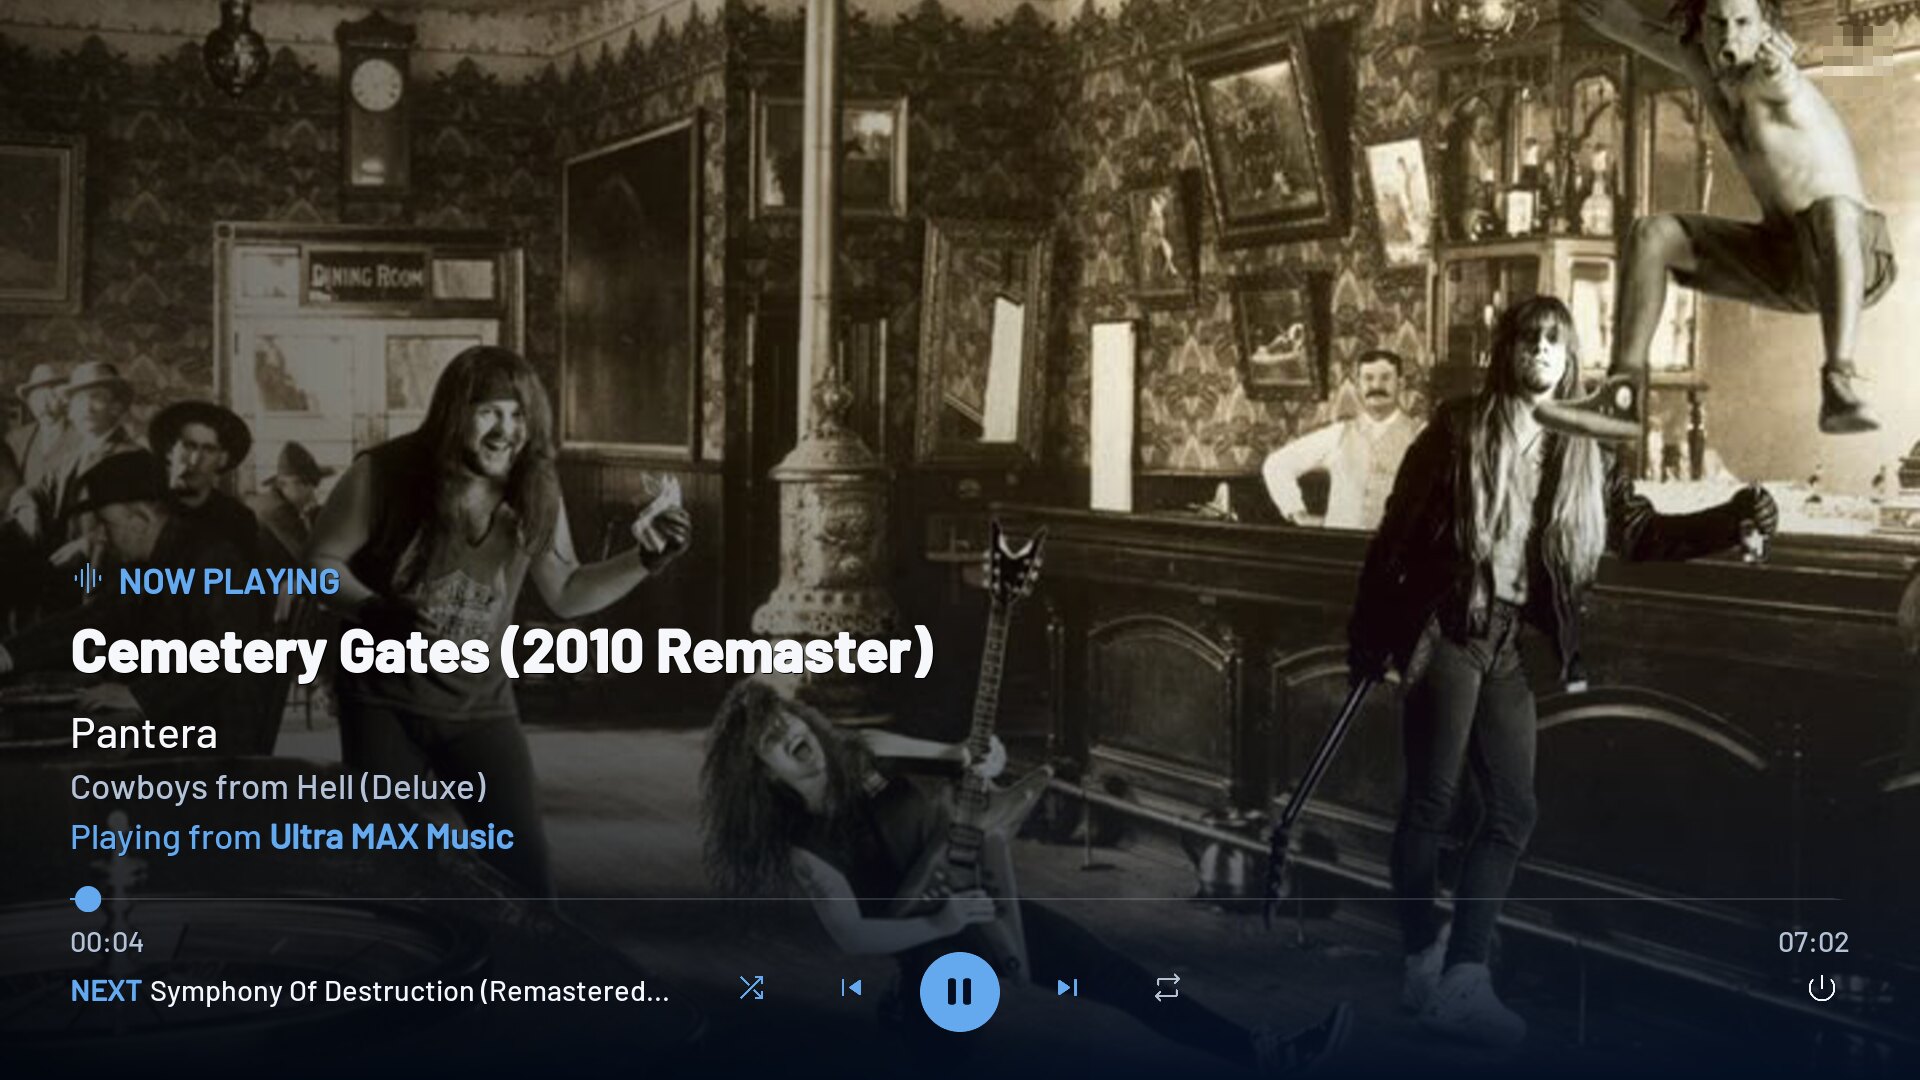 DINING ROOM
NOW PLAYING
Cemetery Gates (2010 Remaster)
Pantera
Cowboys from Hell (Deluxe)
Playing from Ultra MAX Music
00:04
07:02
NEXT Symphony Of Destruction (Remastered...